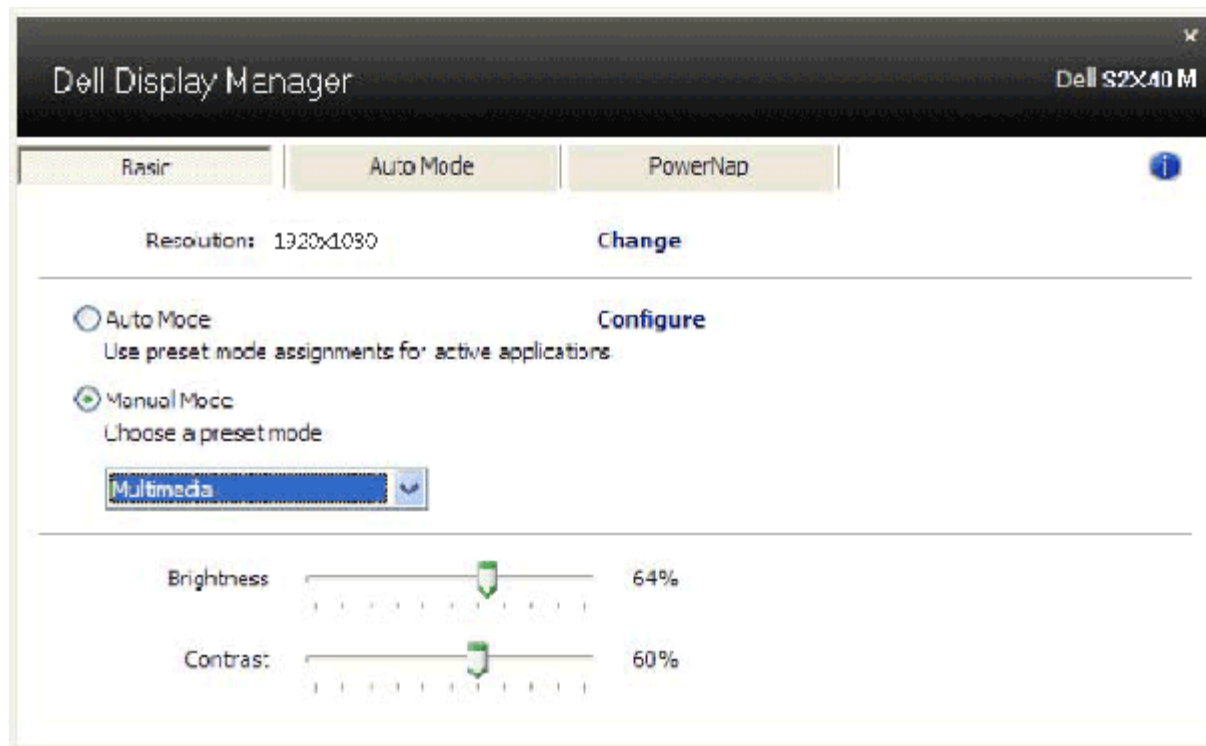 x
Dell Display Manager
Dell S2X40 M
Basic
Auto Mode
PowerNap
i
Resolution: 1920x1080
Change
Auto Mode
Configure
Use preset mode assignments for active applications
Manual Mode
Choose a preset mode
Multimedia
Brightness
64%
Contrast
60%